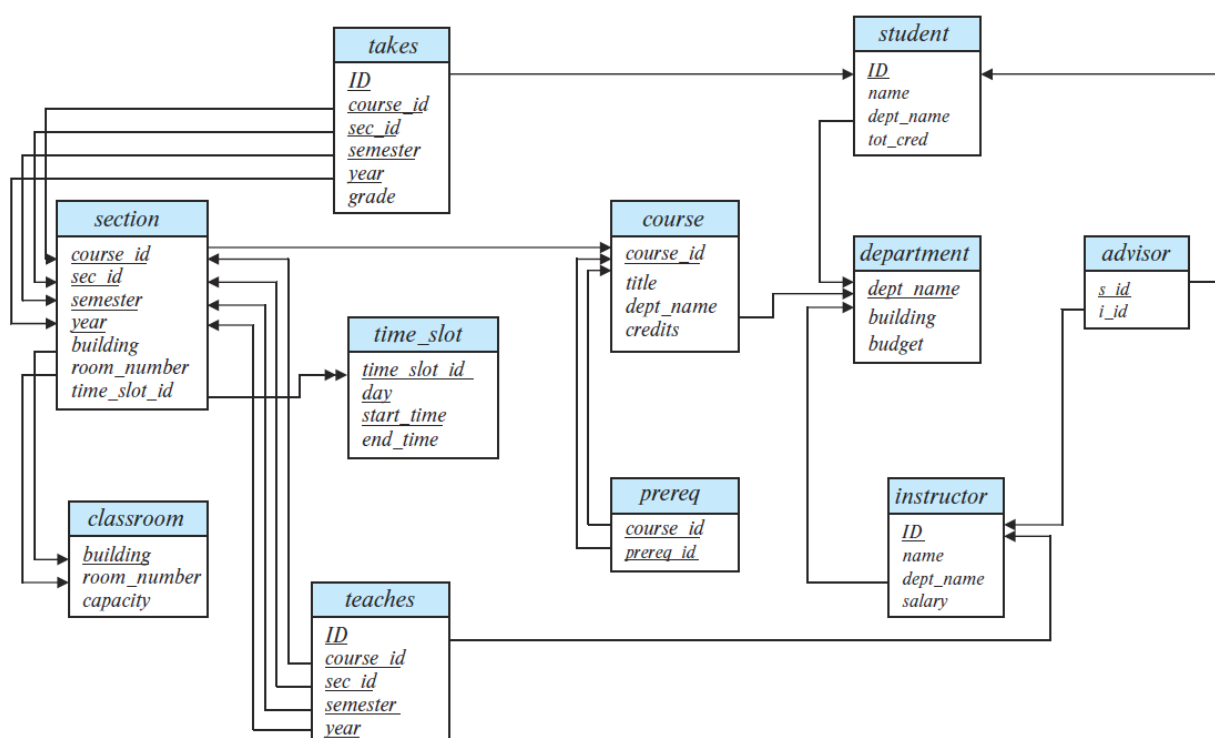 takes
ID
course_id
sec_id
semester
year
grade
student
ID
name
dept_name
tot_cred
section
course_id
sec_id
semester
year
building
room_number
time_slot_id
course
course_id
title
dept_name
credits
department
dept_name
building
budget
advisor
s_id
i_id
time_slot
time_slot_id
day
start_time
end_time
prereq
course_id
prereq_id
instructor
ID
name
dept_name
salary
classroom
building
room_number
capacity
teaches
ID
course_id
sec_id
semester
year